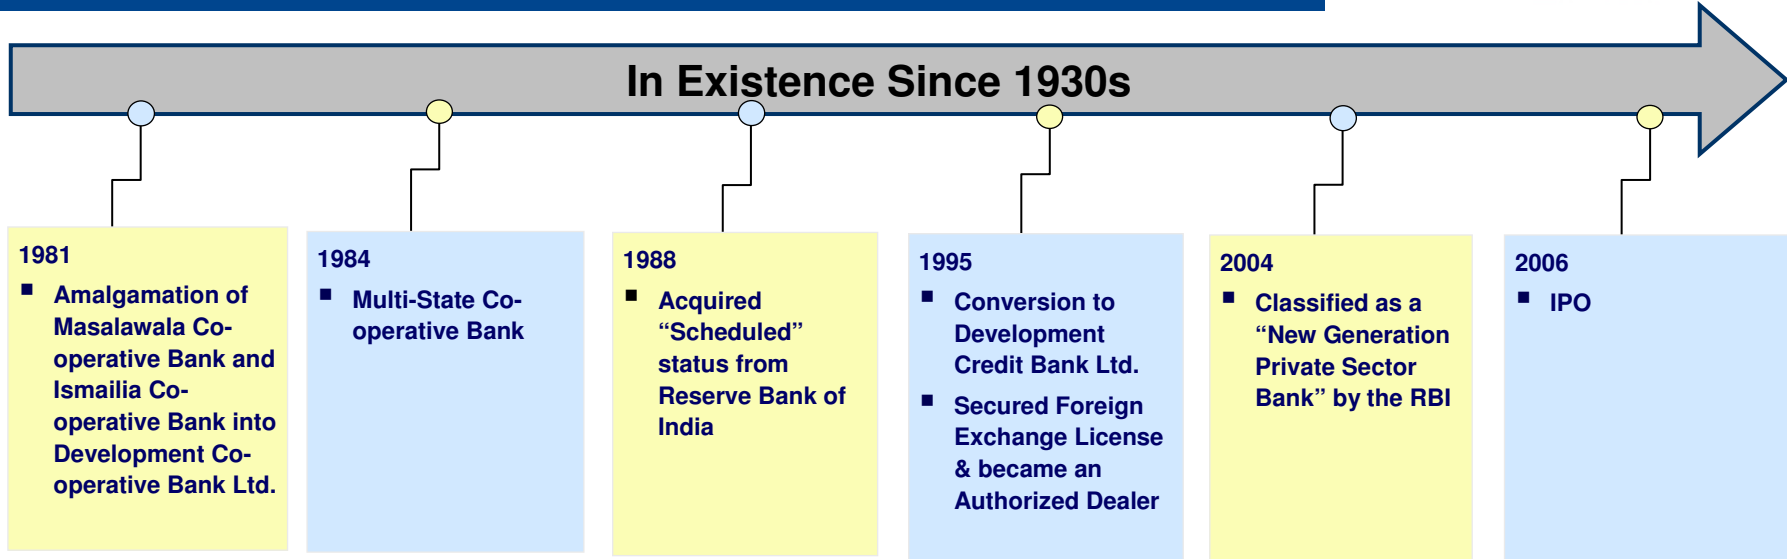 In Existence Since 1930s
1981
▪ Amalgamation of
Masalawala Co-
operative Bank and
Ismailia Co-
operative Bank into
Development Co-
operative Bank Ltd.
1984
▪ Multi-State Co-
operative Bank
1988
▪ Acquired
“Scheduled”
status from
Reserve Bank of
India
1995
▪ Conversion to
Development
Credit Bank Ltd.
▪ Secured Foreign
Exchange License
& became an
Authorized Dealer
2004
▪ Classified as a
“New Generation
Private Sector
Bank” by the RBI
2006
▪ IPO